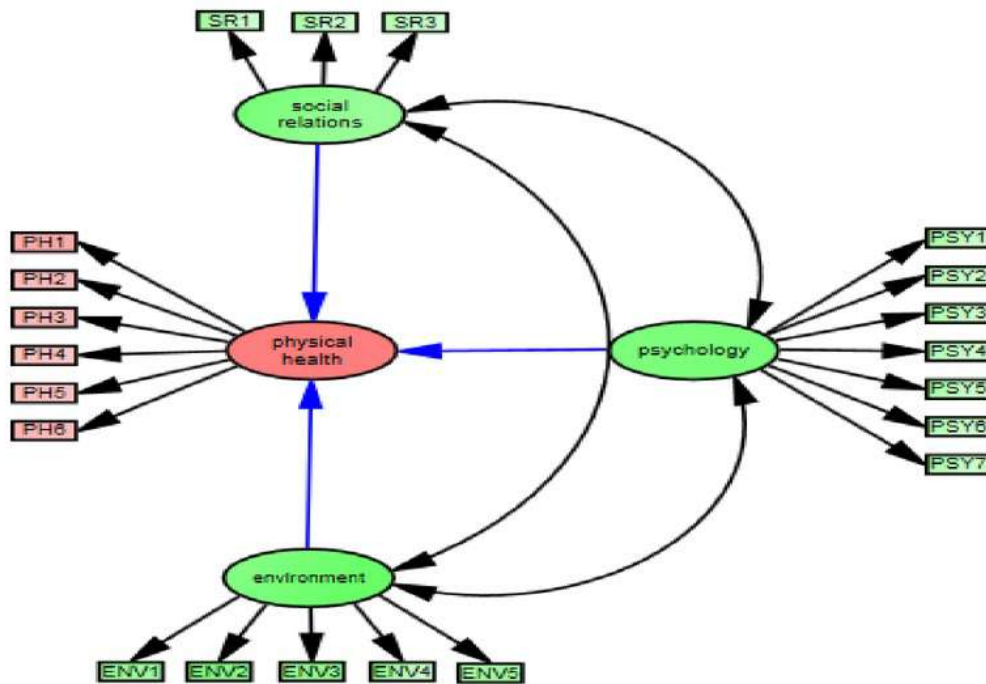 SR1
SR2
SR3
social
relations
PH1
PH2
PH3
PH4
PH5
PH6
physical
health
psychology
PSY1
PSY2
PSY3
PSY4
PSY5
PSY6
PSY7
environment
ENV1
ENV2
ENV3
ENV4
ENV5